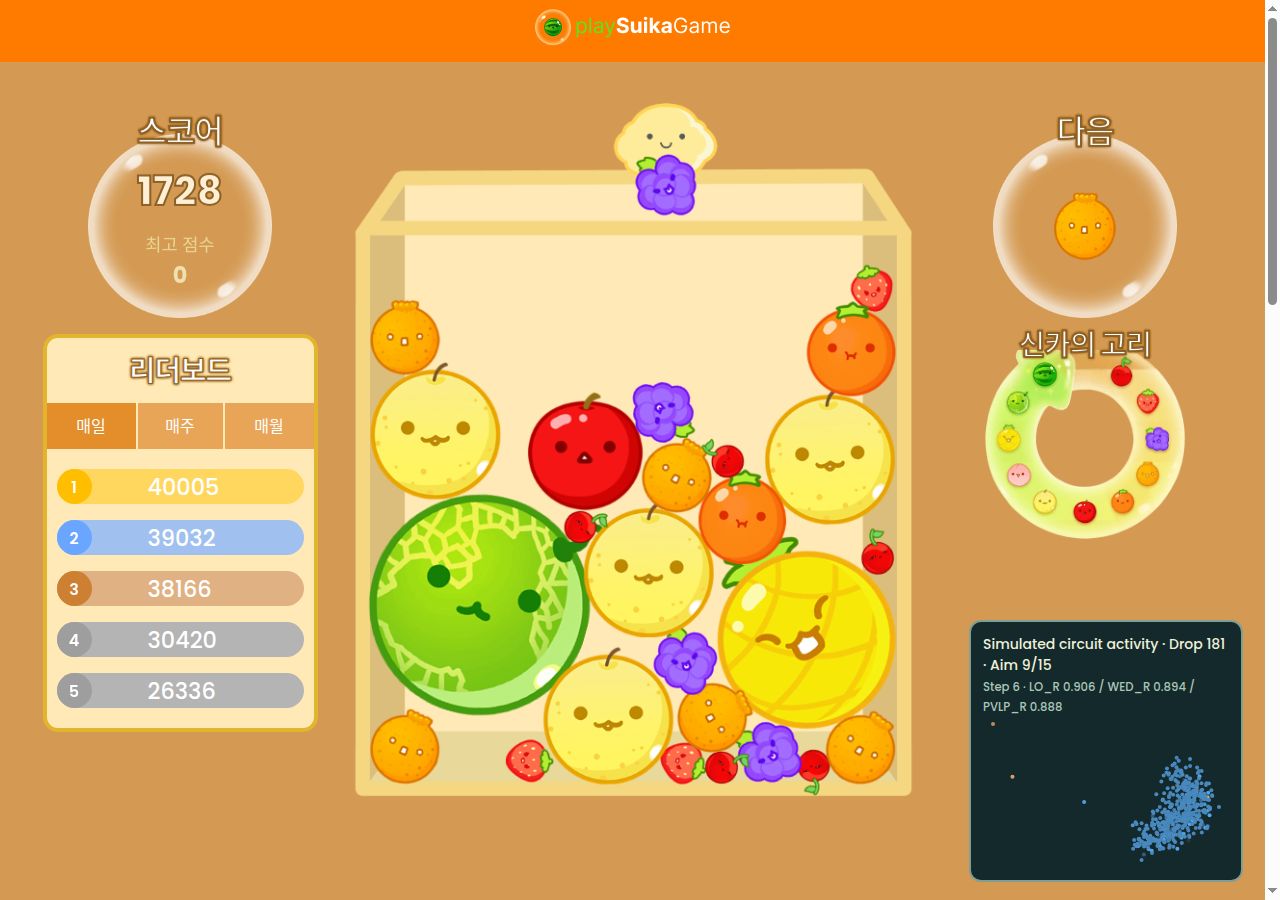 playSuikaGame
스코어
1728
최고 점수
0
다음
신카의 고리
리더보드
매일 매주 매월
1 40005
2 39032
3 38166
4 30420
5 26336
Simulated circuit activity · Drop 181
· Aim 9/15
Step 6 · LO_R 0.906 / WED_R 0.894 /
PVLP_R 0.888